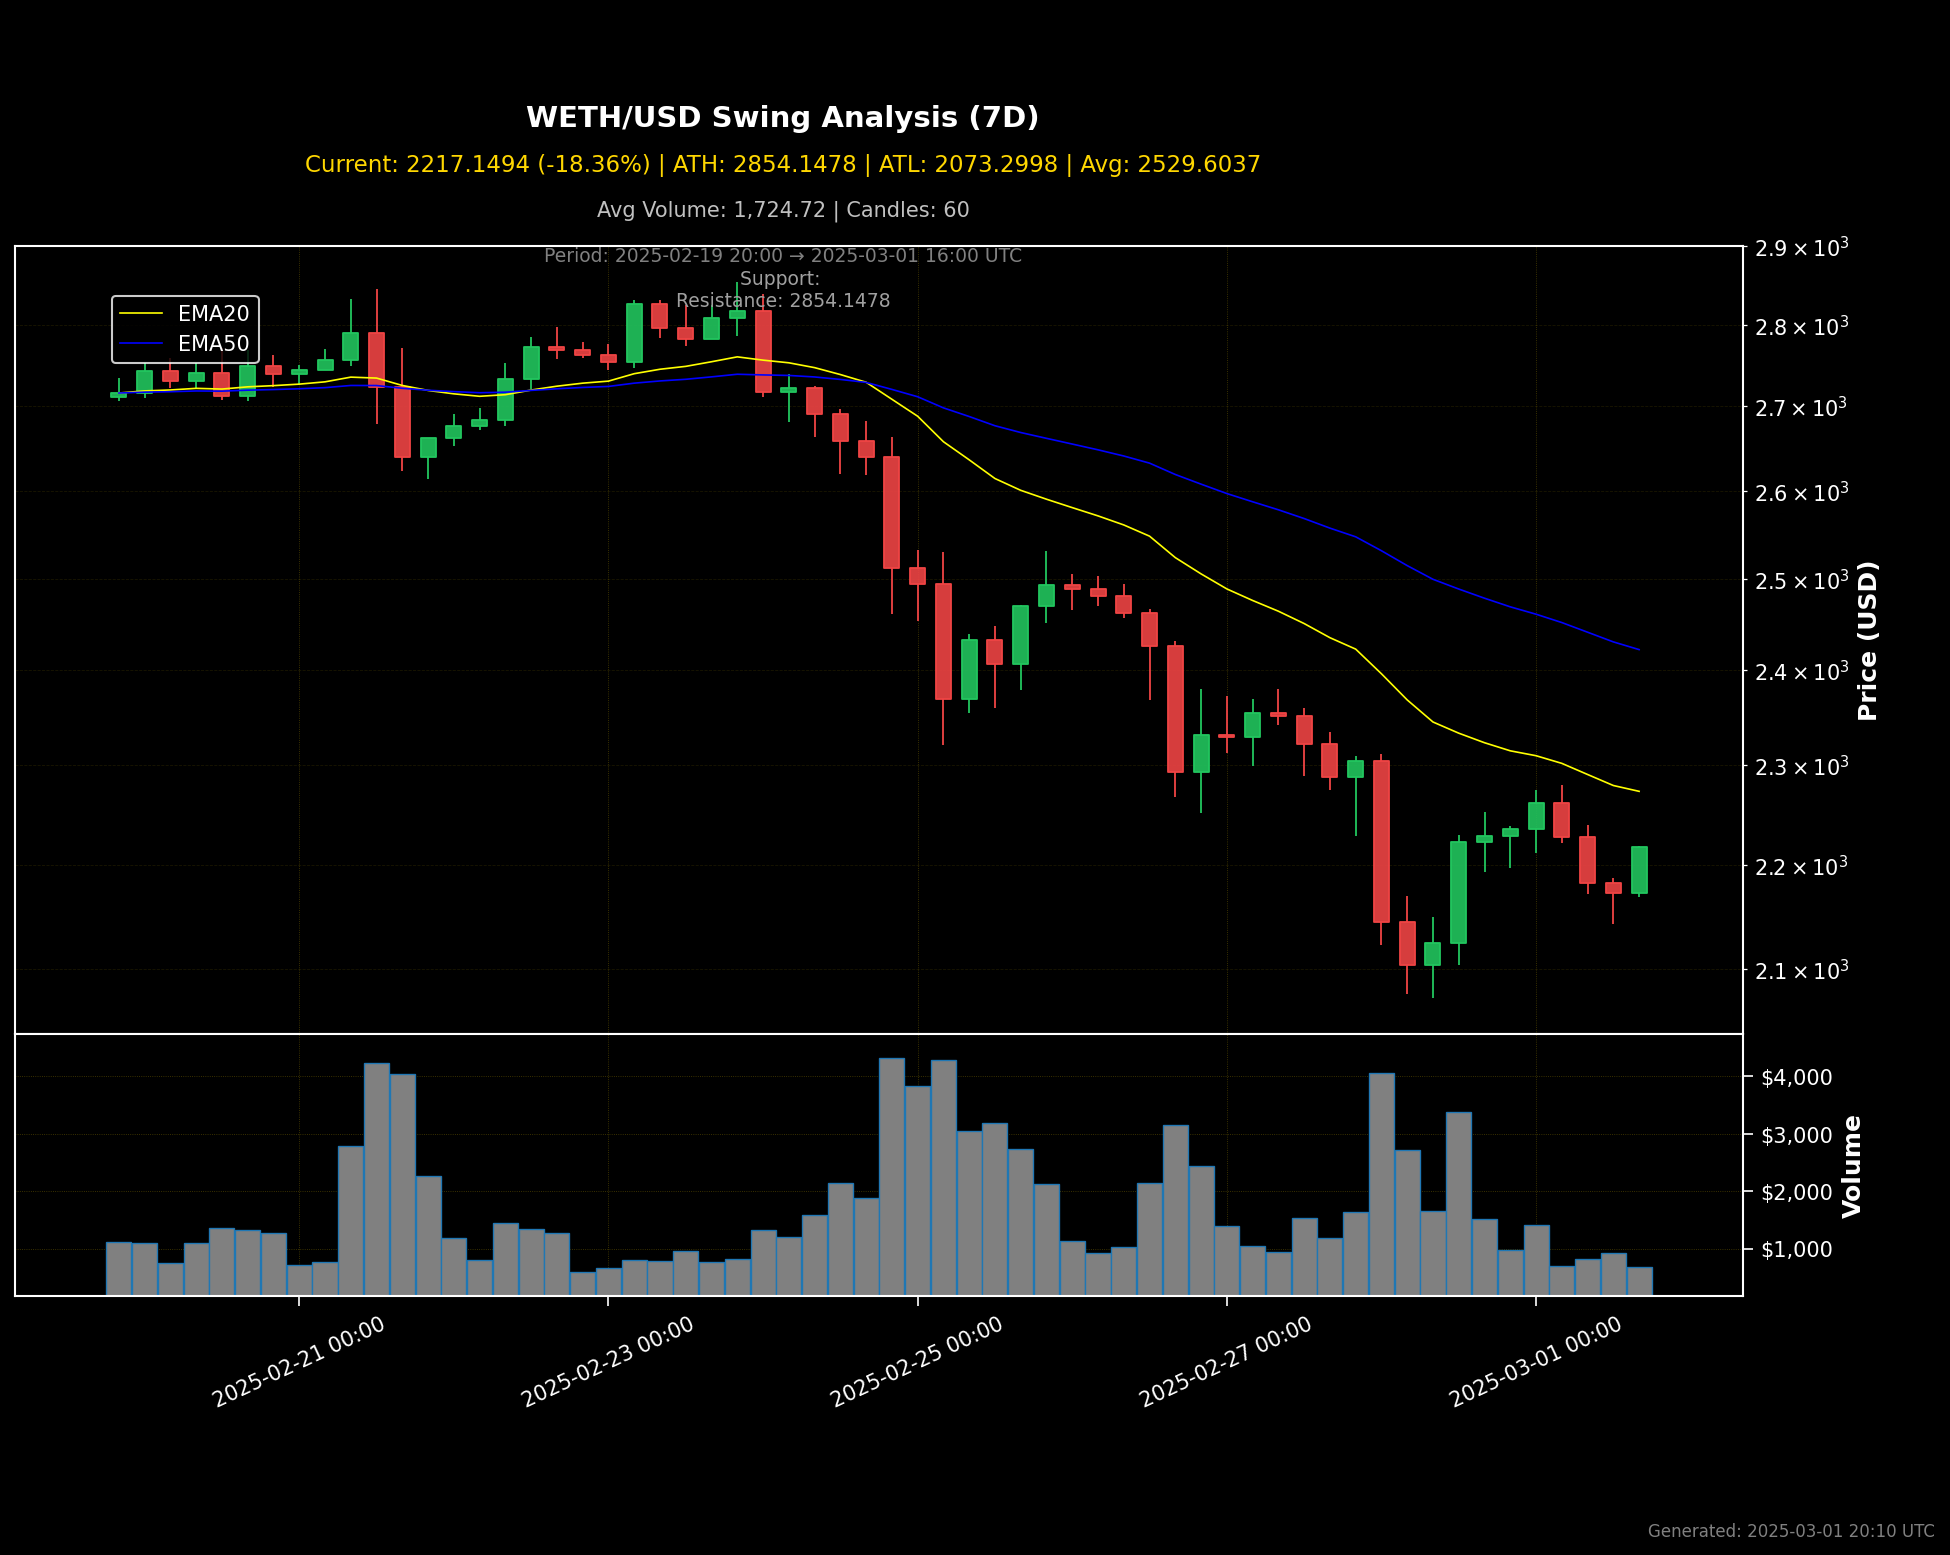 WETH/USD Swing Analysis (7D)
Current: 2217.1494 (-18.36%) | ATH: 2854.1478 | ATL: 2073.2998 | Avg: 2529.6037
Avg Volume: 1,724.72 | Candles: 60
Period: 2025-02-19 20:00 → 2025-03-01 16:00 UTC
Support:
Resistance: 2854.1478
EMA20
EMA50
2.9 × 10³
2.8 × 10³
2.7 × 10³
2.6 × 10³
2.5 × 10³
2.4 × 10³
2.3 × 10³
2.2 × 10³
2.1 × 10³
Price (USD)
$4,000
$3,000
$2,000
$1,000
Volume
2025-02-21 00:00
2025-02-23 00:00
2025-02-25 00:00
2025-02-27 00:00
2025-03-01 00:00
Generated: 2025-03-01 20:10 UTC